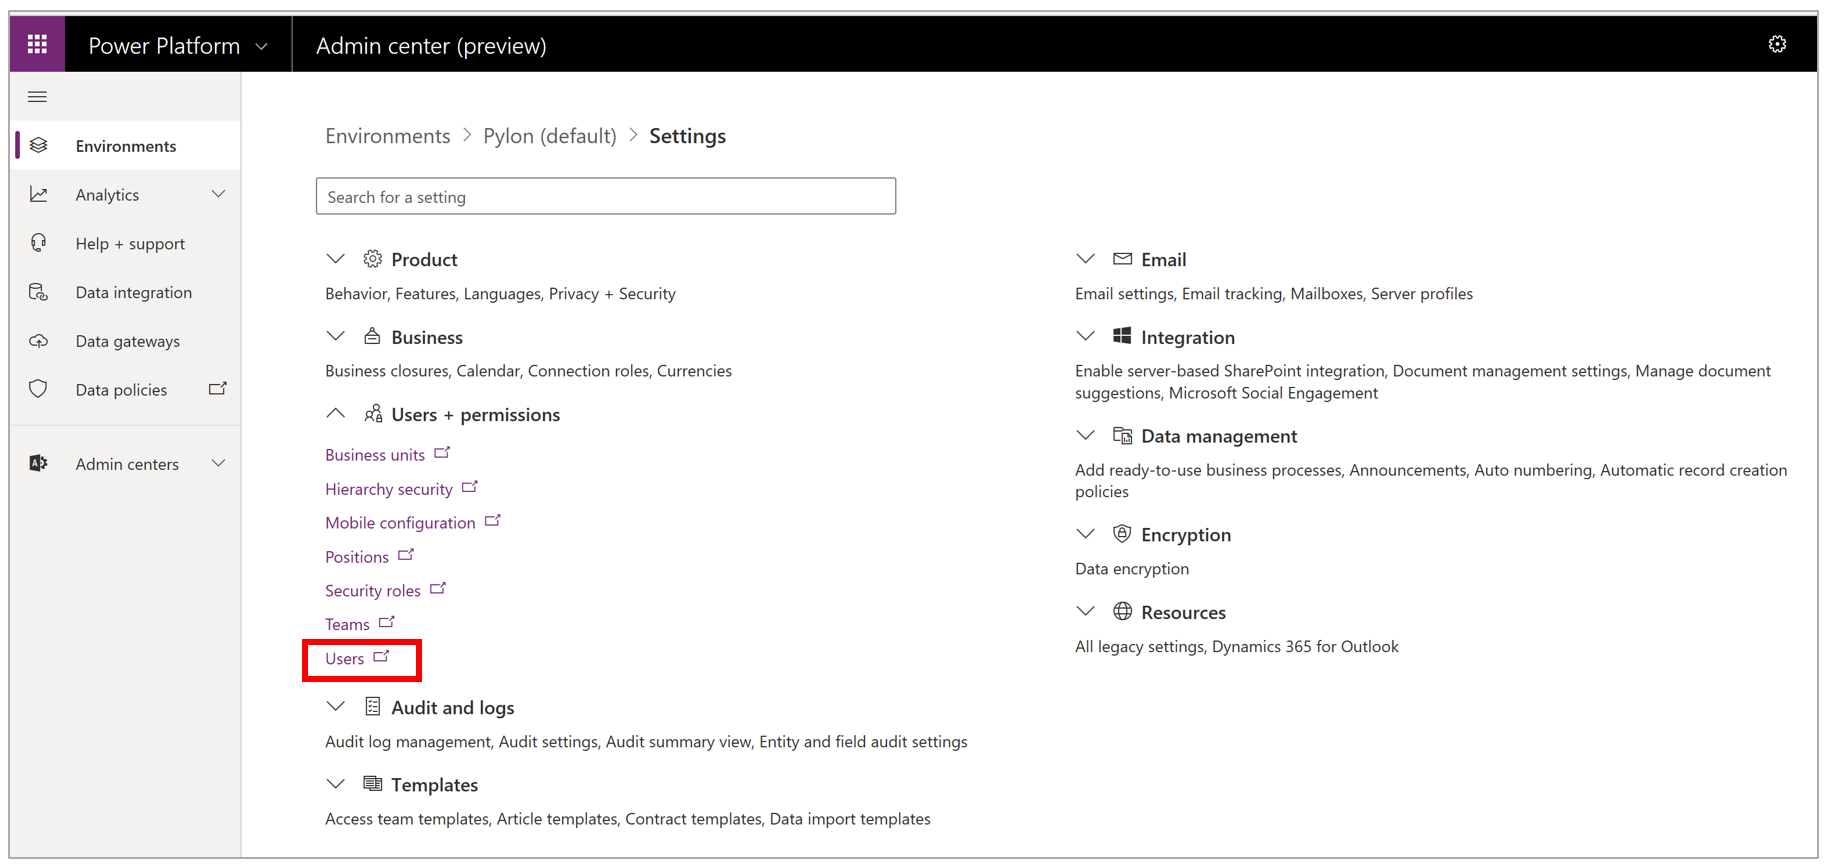 Power Platform
Admin center (preview)
Environments
Analytics
Help + support
Data integration
Data gateways
Data policies
Admin centers
Environments > Pylon (default) > Settings
Search for a setting
Product
Behavior, Features, Languages, Privacy + Security
Business
Business closures, Calendar, Connection roles, Currencies
Users + permissions
Business units
Hierarchy security
Mobile configuration
Positions
Security roles
Teams
Users
Audit and logs
Audit log management, Audit settings, Audit summary view, Entity and field audit settings
Templates
Access team templates, Article templates, Contract templates, Data import templates
Email
Email settings, Email tracking, Mailboxes, Server profiles
Integration
Enable server-based SharePoint integration, Document management settings, Manage document
suggestions, Microsoft Social Engagement
Data management
Add ready-to-use business processes, Announcements, Auto numbering, Automatic record creation
policies
Encryption
Data encryption
Resources
All legacy settings, Dynamics 365 for Outlook